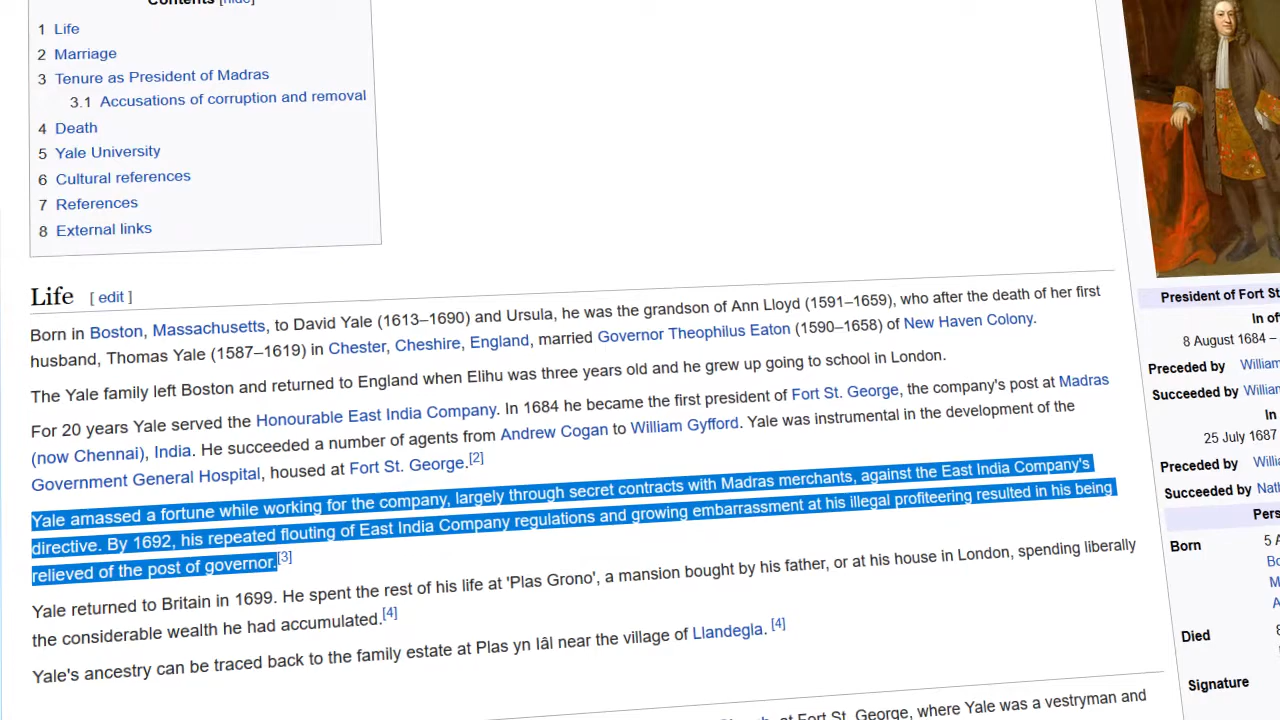 Contents [hide]
1 Life
2 Marriage
3 Tenure as President of Madras
3.1 Accusations of corruption and removal
4 Death
5 Yale University
6 Cultural references
7 References
8 External links
Life [ edit ]
Born in Boston, Massachusetts, to David Yale (1613–1690) and Ursula, he was the grandson of Ann Lloyd (1591–1659), who after the death of her first
husband, Thomas Yale (1587–1619) in Chester, Cheshire, England, married Governor Theophilus Eaton (1590–1658) of New Haven Colony.
The Yale family left Boston and returned to England when Elihu was three years old and he grew up going to school in London.
For 20 years Yale served the Honourable East India Company. In 1684 he became the first president of Fort St. George, the company's post at Madras
(now Chennai), India. He succeeded a number of agents from Andrew Cogan to William Gyfford. Yale was instrumental in the development of the
Government General Hospital, housed at Fort St. George.[2]
Yale amassed a fortune while working for the company, largely through secret contracts with Madras merchants, against the East India Company's
directive. By 1692, his repeated flouting of East India Company regulations and growing embarrassment at his illegal profiteering resulted in his being
relieved of the post of governor.[3]
Yale returned to Britain in 1699. He spent the rest of his life at 'Plas Grono', a mansion bought by his father, or at his house in London, spending liberally
the considerable wealth he had accumulated.[4]
Yale's ancestry can be traced back to the family estate at Plas yn Iâl near the village of Llandegla. [4]
at Fort St. George, where Yale was a vestryman and
President of Fort St
In of
8 August 1684 –
Preceded by William
Succeeded by William
In
25 July 1687
Preceded by Willia
Succeeded by Nath
Pers
Born 5 A
Bo
M
A
Died 8
Signature